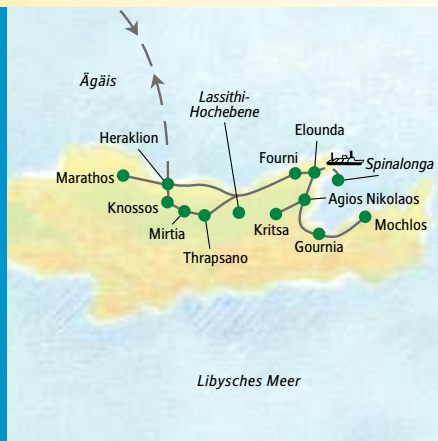 Ägäis
Lassithi-
Hochebene
Heraklion
Elounda
Fourni
Spinalonga
Marathos
Knossos
Agios Nikolaos
Mirtia
Kritsa
Mochlos
Gournia
Thrapsano
Libysches Meer